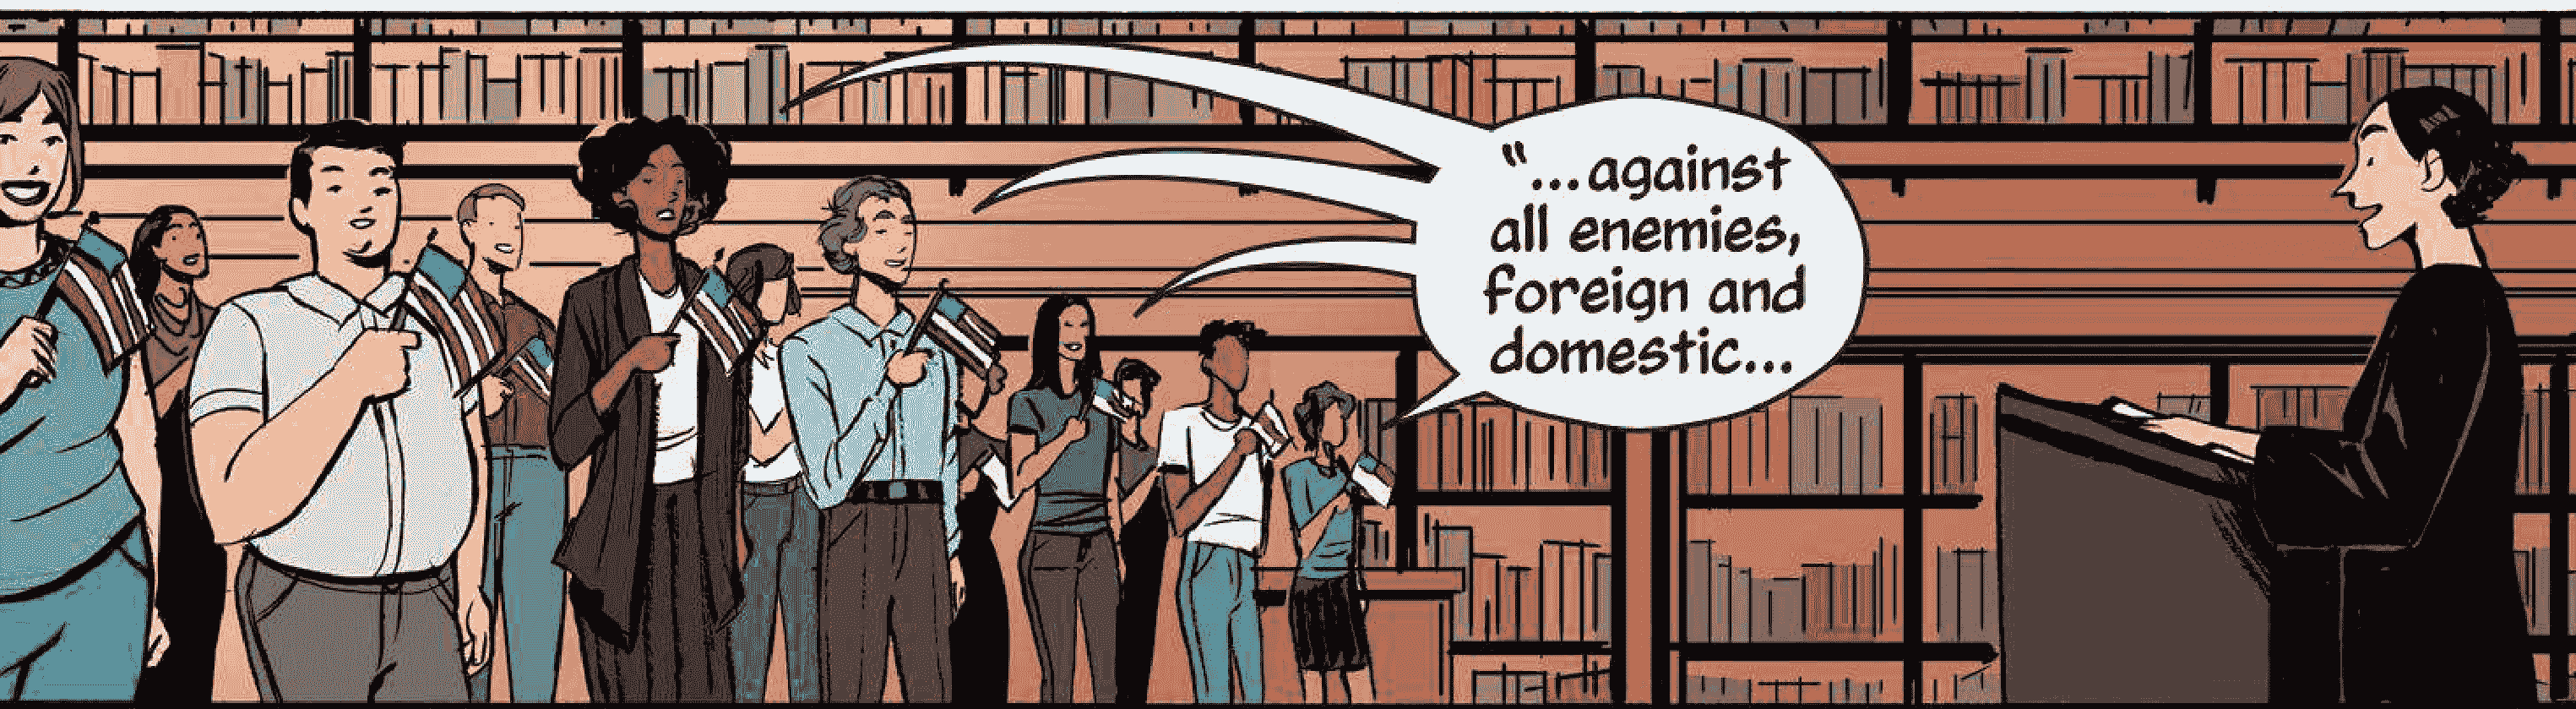 “...against
all enemies,
foreign and
domestic...